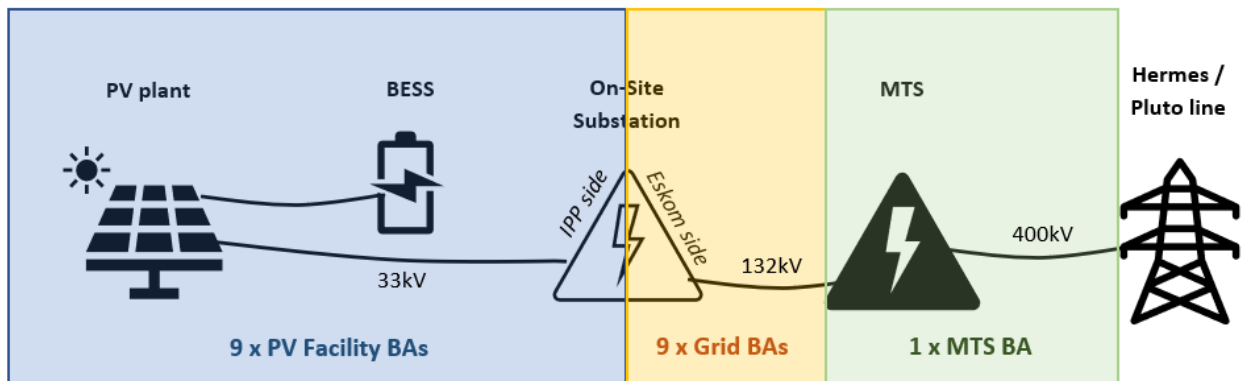 PV plant
BESS
On-Site
Substation
MTS
Hermes /
Pluto line
IPP side
Eskom side
33kV
132kV
400kV
9 x PV Facility BAs
9 x Grid BAs
1 x MTS BA